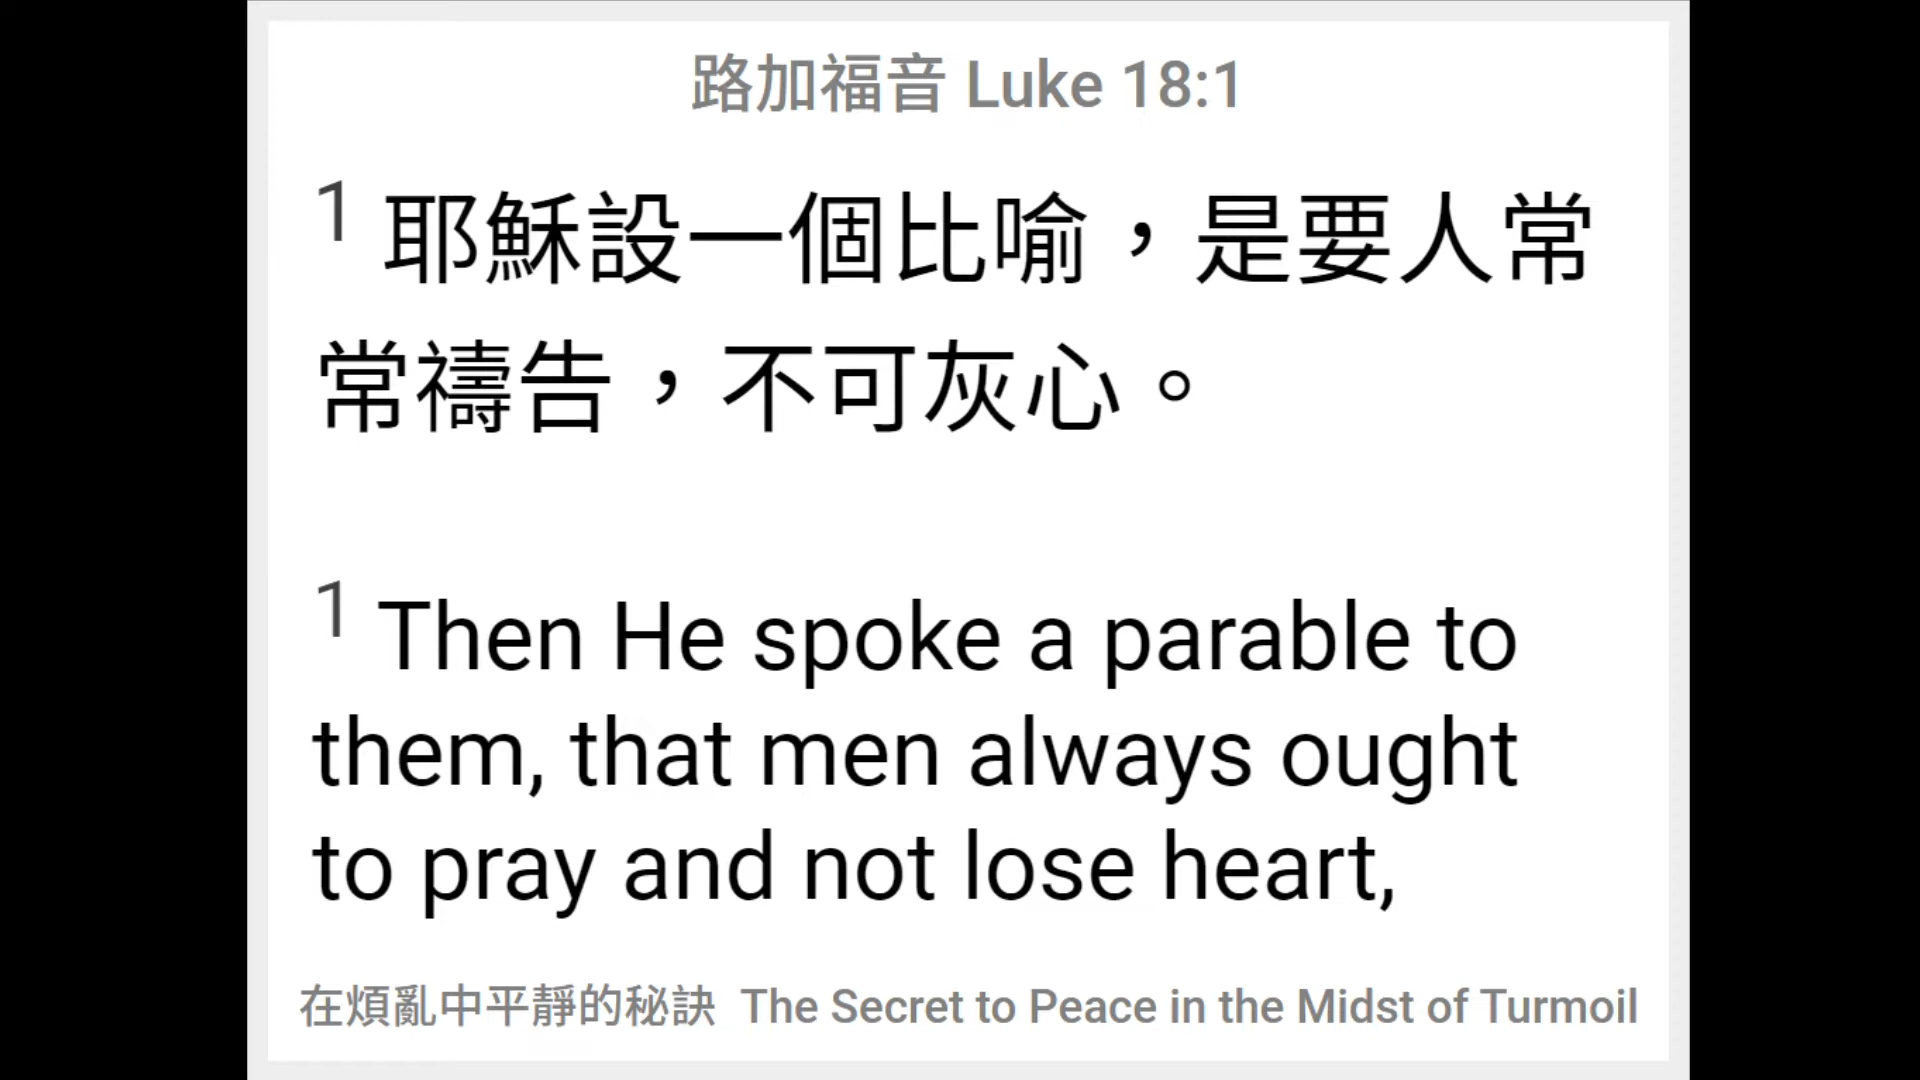 路加福音 Luke 18:1
1 耶穌設一個比喻，是要人常
常禱告，不可灰心。
1 Then He spoke a parable to
them, that men always ought
to pray and not lose heart,
在煩亂中平靜的秘訣 The Secret to Peace in the Midst of Turmoil